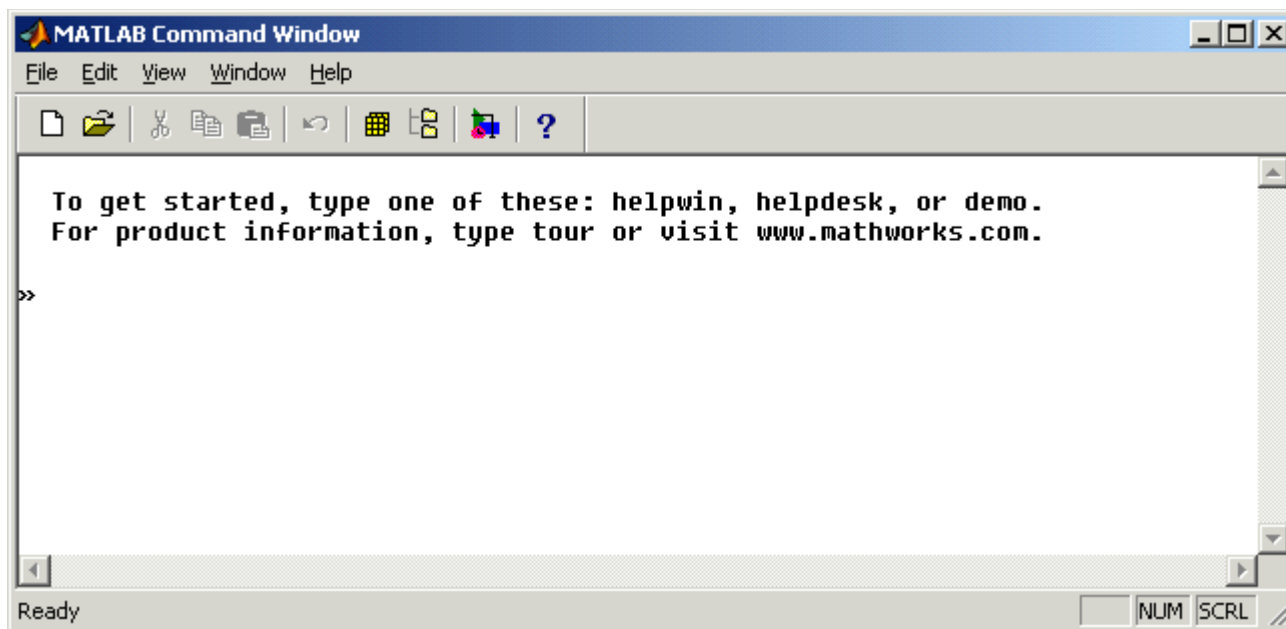 MATLAB Command Window
File Edit View Window Help
?
To get started, type one of these: helpwin, helpdesk, or demo.
For product information, type tour or visit www.mathworks.com.
»
Ready NUM SCRL